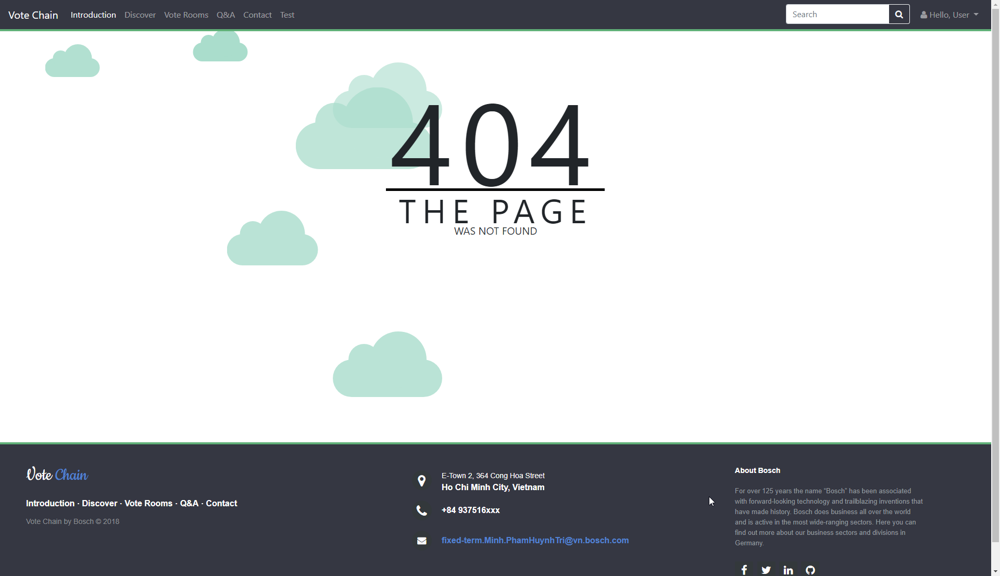 Vote Chain Introduction Discover Vote Rooms Q&A Contact Test Search Hello, User
404
THE PAGE
WAS NOT FOUND
Vote Chain
Introduction · Discover · Vote Rooms · Q&A · Contact
Vote Chain by Bosch © 2018
E-Town 2, 364 Cong Hoa Street
Ho Chi Minh City, Vietnam
+84 937516xxx
fixed-term.Minh.PhamHuynhTri@vn.bosch.com
About Bosch
For over 125 years the name “Bosch” has been associated
with forward-looking technology and trailblazing inventions that
have made history. Bosch does business all over the world
and is active in the most wide-ranging sectors. Here you can
find out more about our business sectors and divisions in
Germany.